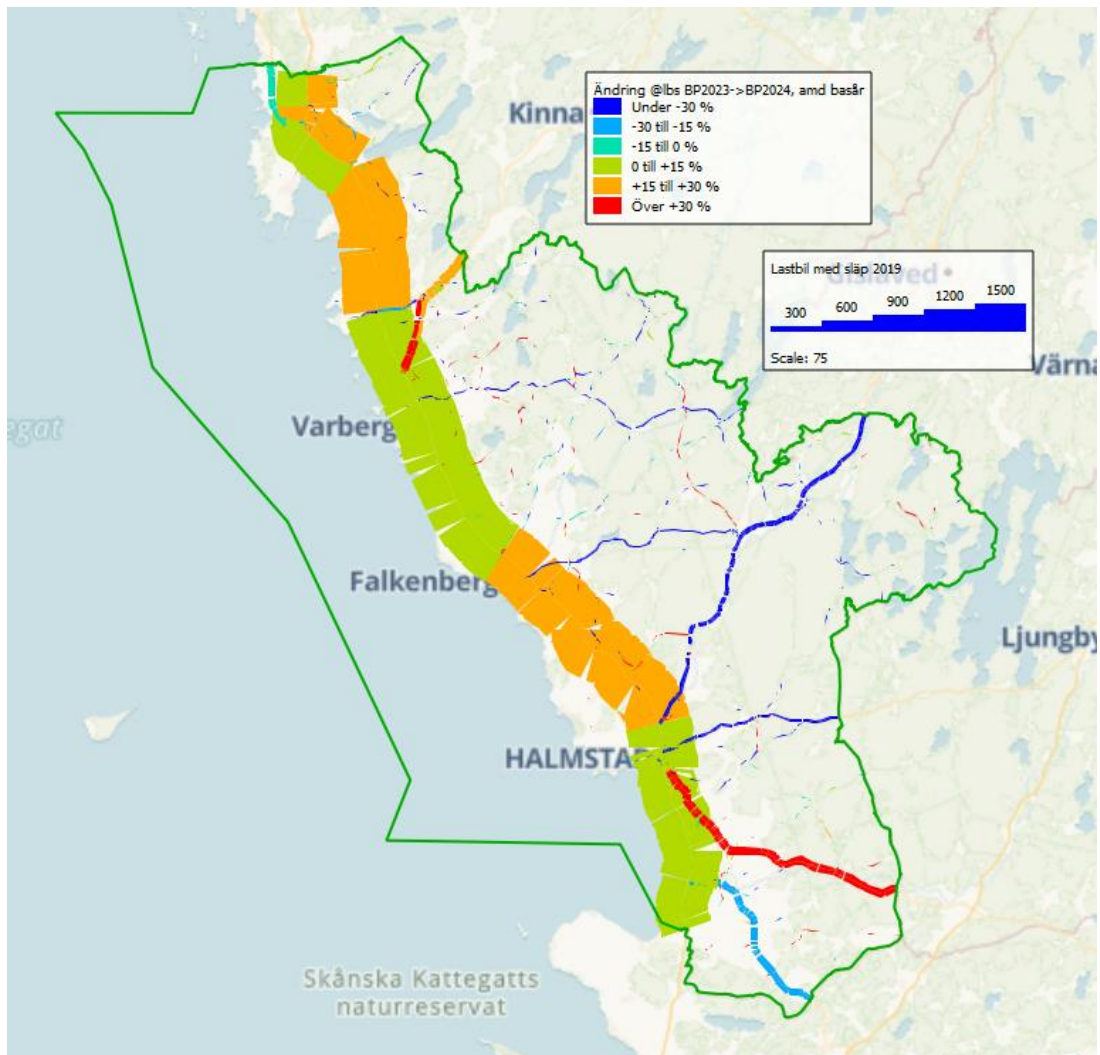 Ändring @lbs BP2023->BP2024, amd basår
Under -30 %
-30 till -15 %
-15 till 0 %
0 till +15 %
+15 till +30 %
Över +30 %
Kinna
Lastbil med släp 2019
Gislaved
300 600 900 1200 1500
Scale: 75
Värna
egat
Varberg
Falkenberg
Ljungby
HALMSTA
Skånska Kattegatts
naturreservat